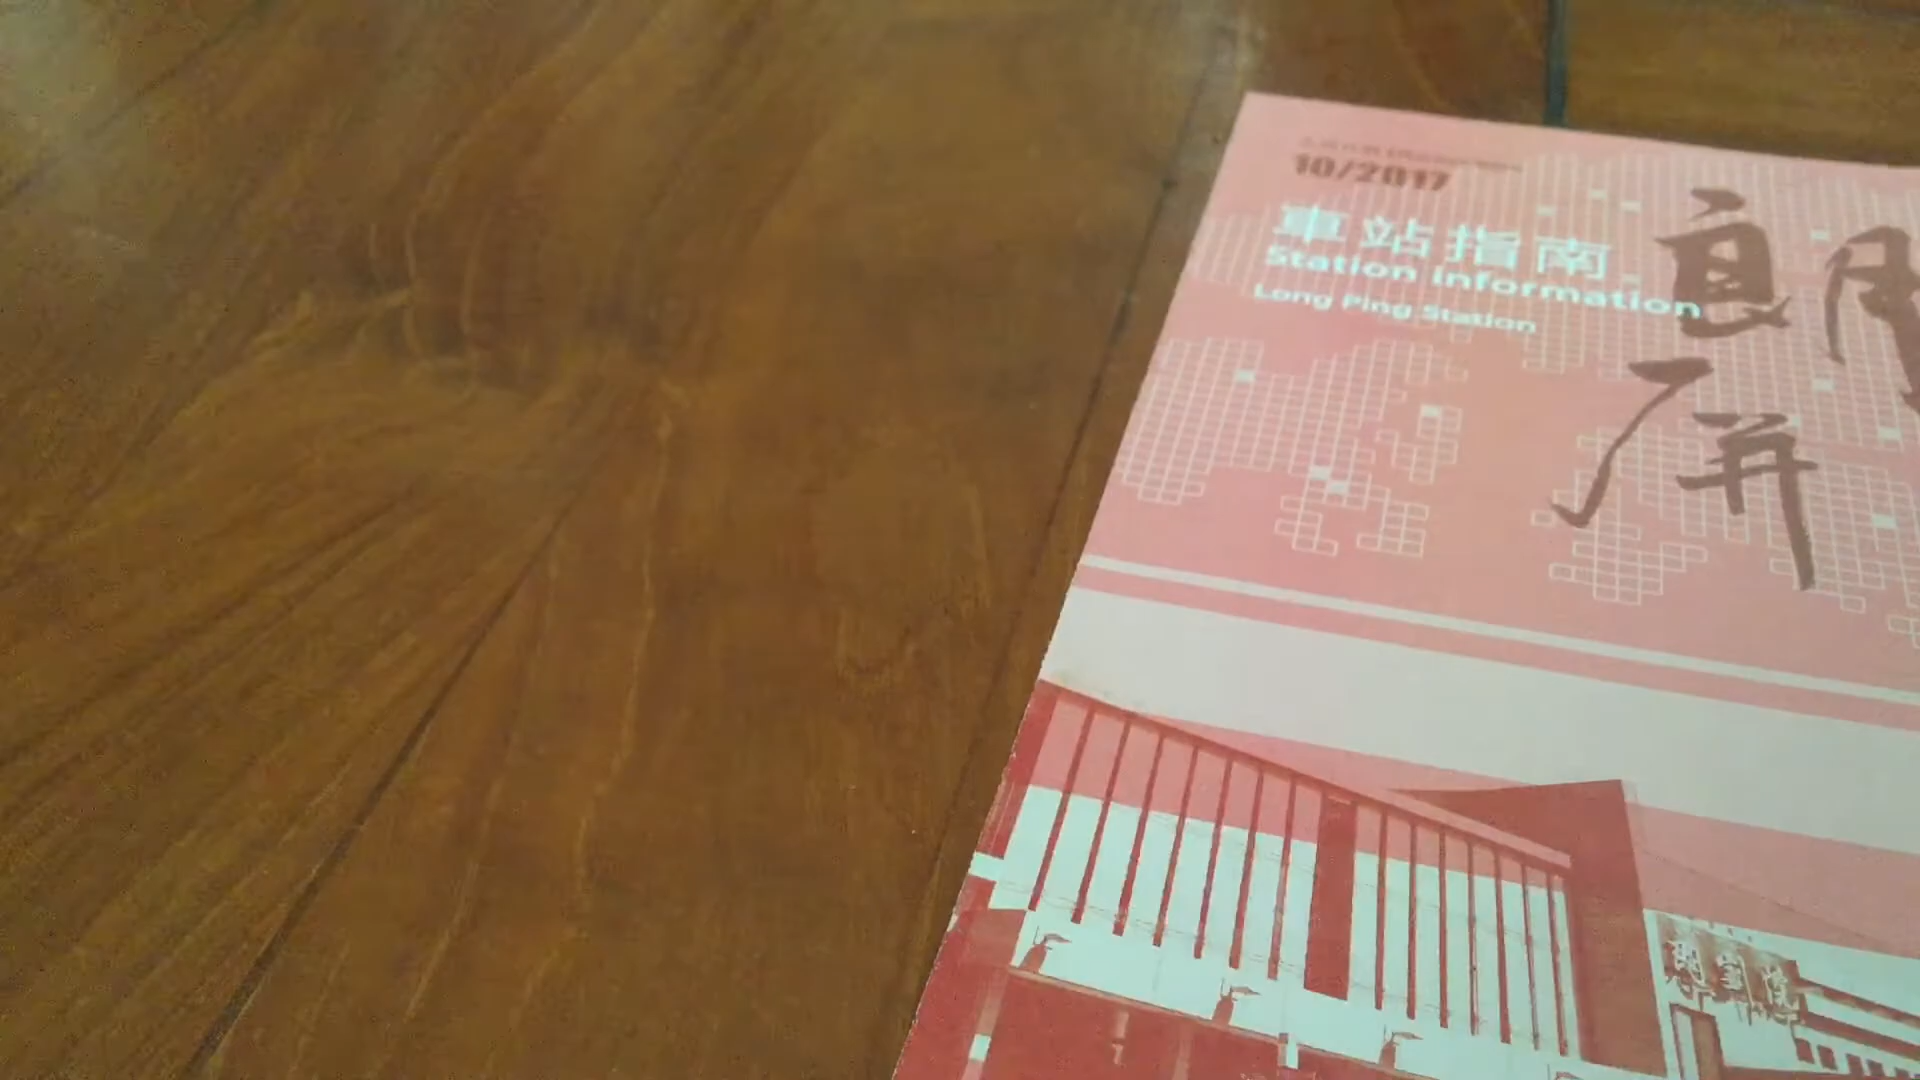 10/2017
車站指南
Station Information
Long Ping Station
朗
屏